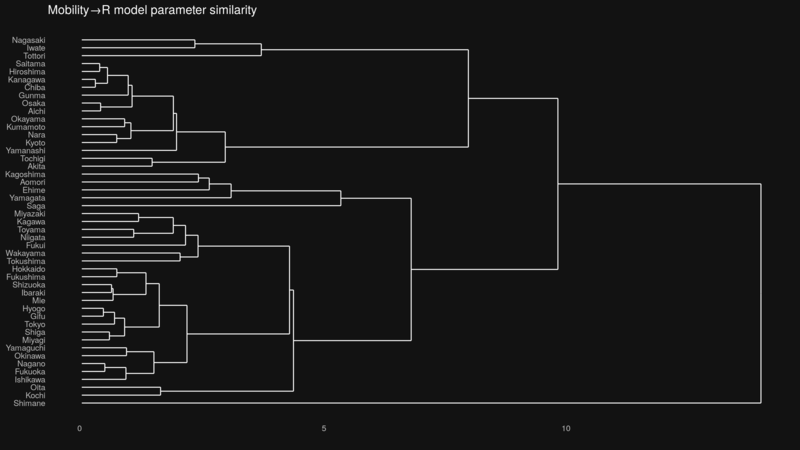 Mobility→R model parameter similarity
Nagasaki
Iwate
Tottori
Saitama
Hiroshima
Kanagawa
Chiba
Gunma
Osaka
Aichi
Okayama
Kumamoto
Nara
Kyoto
Yamanashi
Tochigi
Akita
Kagoshima
Aomori
Ehime
Yamagata
Saga
Miyazaki
Kagawa
Toyama
Niigata
Fukui
Wakayama
Tokushima
Hokkaido
Fukushima
Shizuoka
Ibaraki
Mie
Hyogo
Gifu
Tokyo
Shiga
Miyagi
Yamaguchi
Okinawa
Nagano
Fukuoka
Ishikawa
Oita
Kochi
Shimane
0 5 10